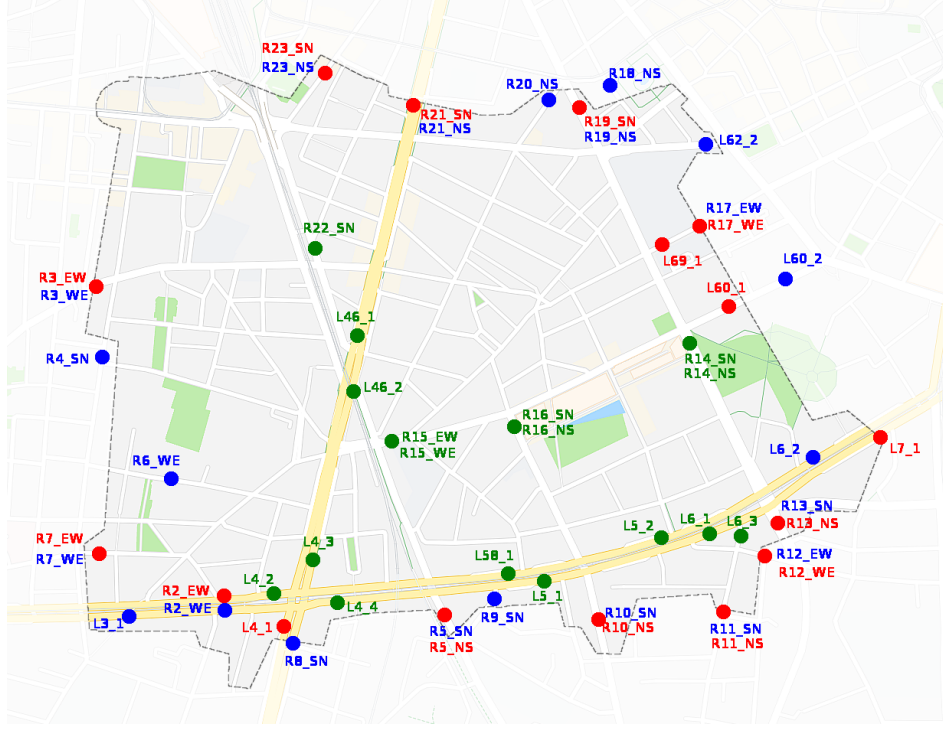 R23_SN
R23_NS
R18_NS
R20_NS
R21_SN
R21_NS
R19_SN
R19_NS
L62_2
R17_EW
R17_WE
R22_SN
L69_1
L60_2
R3_EW
R3_WE
L60_1
L46_1
R4_SN
R14_SN
R14_NS
L46_2
R16_SN
R16_NS
R15_EW
R15_WE
L6_2
L7_1
R6_WE
R13_SN
R13_NS
L5_2
L6_1
L6_3
R7_EW
R7_WE
L4_3
L58_1
R12_EW
R12_WE
L4_2
R2_EW
R2_WE
L4_4
L5_1
L3_1
L4_1
R5_SN
R5_NS
R9_SN
R10_SN
R10_NS
R11_SN
R11_NS
R8_SN